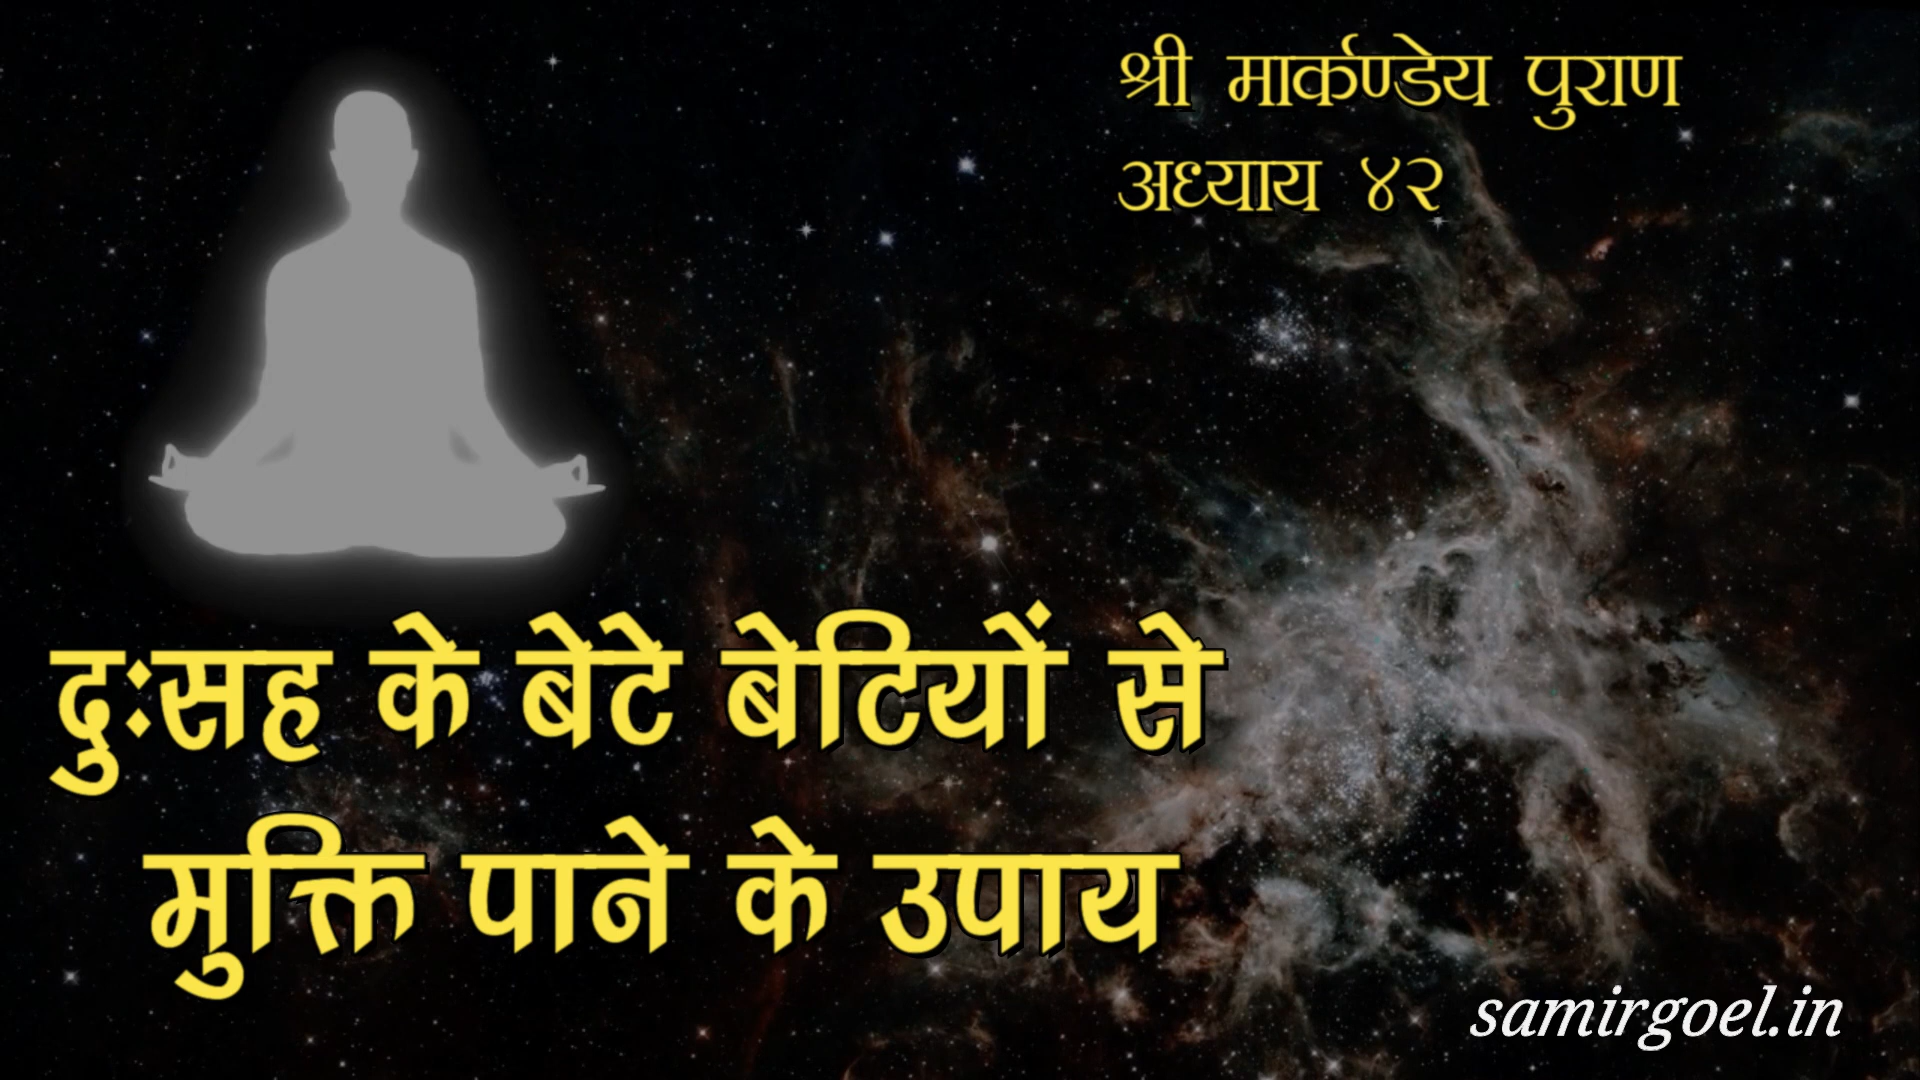 श्री मार्कण्डेय पुराण
अध्याय ४२
दुःसह के बेटे बेटियों से
मुक्ति पाने के उपाय
samirgoel.in